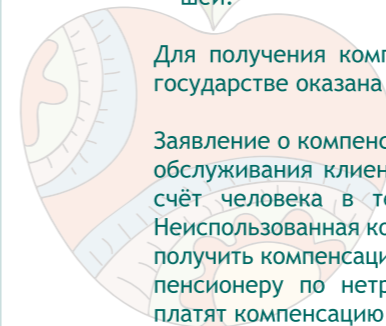 шей.
Для получения комп
государстве оказана
Заявление о компенс
обслуживания клиен
счёт человека в т
Неиспользованная ко
получить компенсаци
пенсионеру по нетр
платят компенсацию